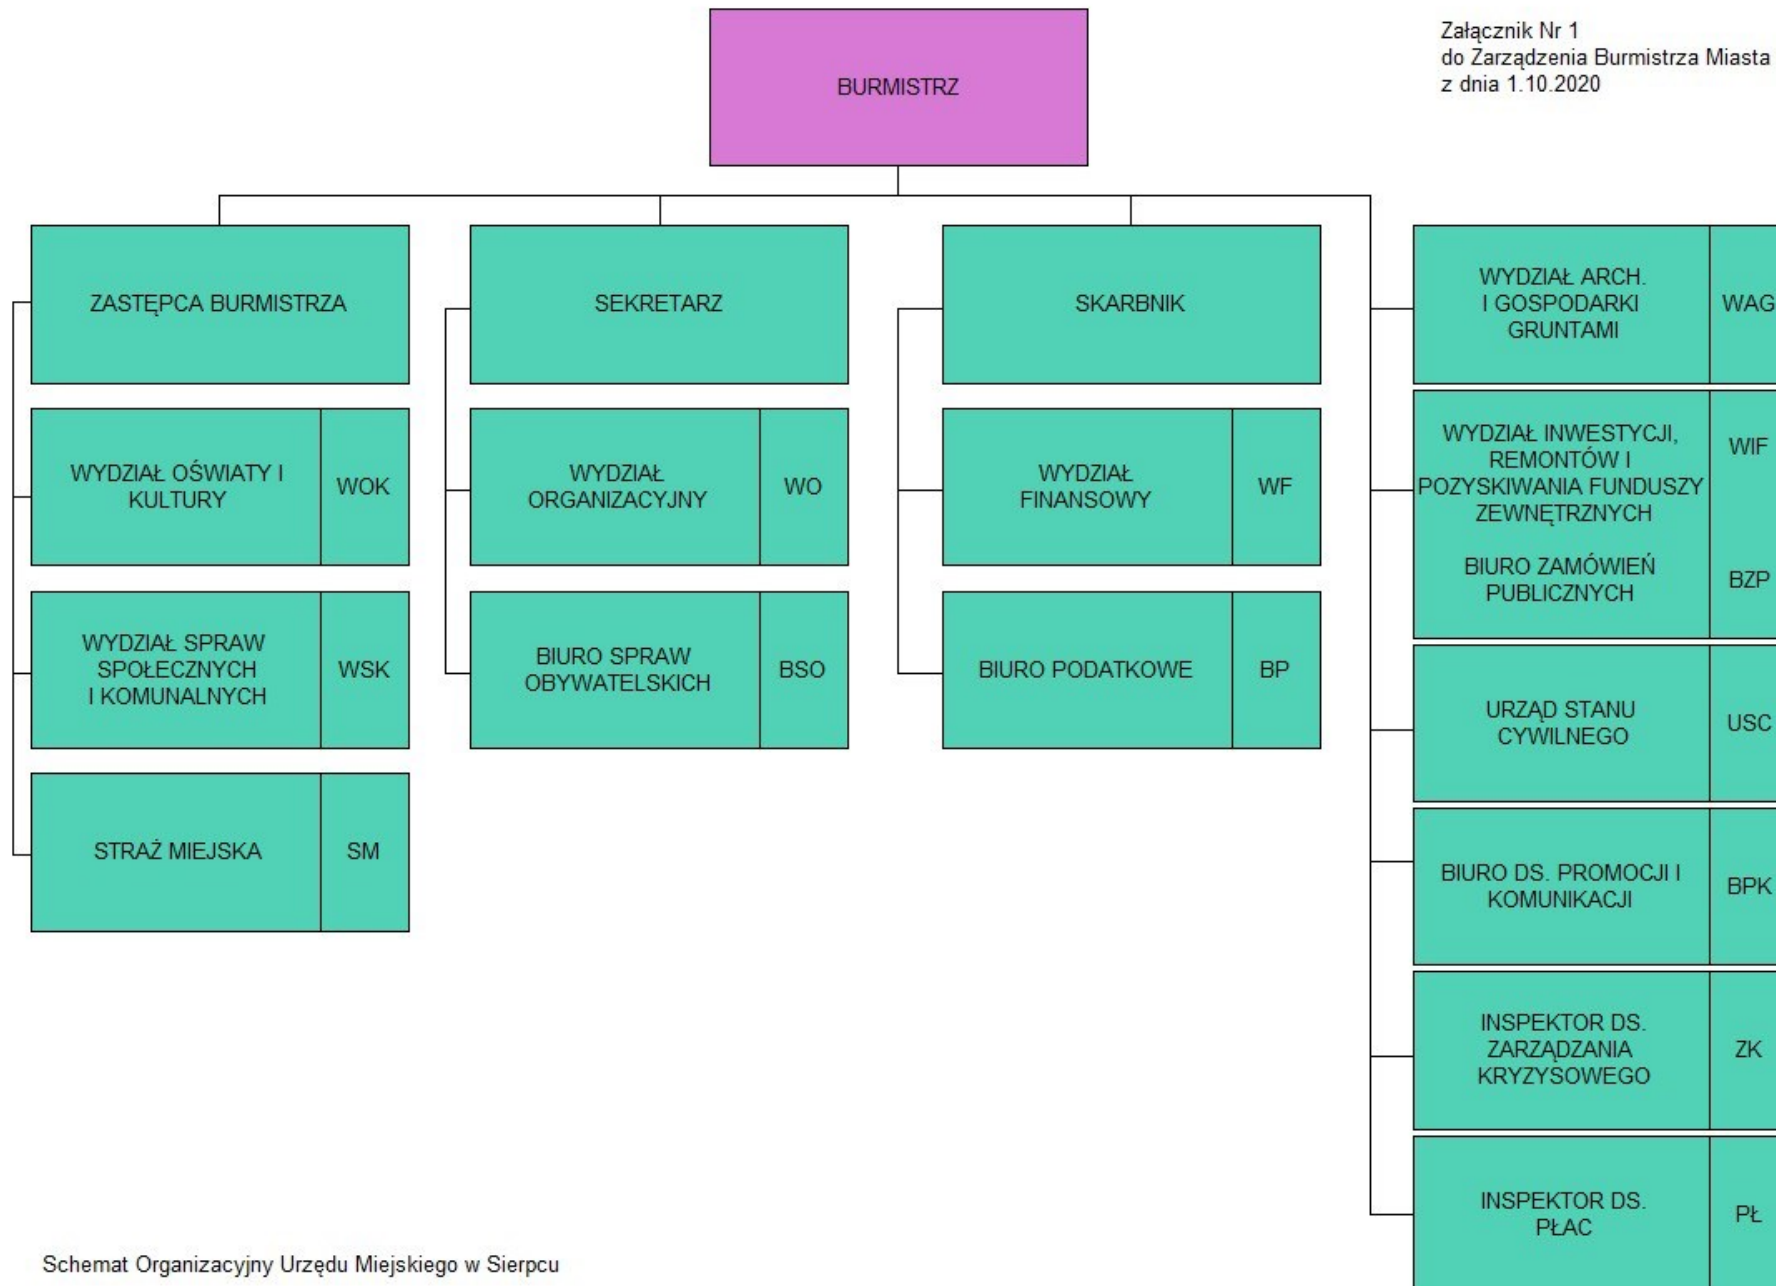 BURMISTRZ
Załącznik Nr 1
do Zarządzenia Burmistrza Miasta
z dnia 1.10.2020
ZASTĘPCA BURMISTRZA
WYDZIAŁ OŚWIATY I
KULTURY
WOK
WYDZIAŁ SPRAW
SPOŁECZNYCH
I KOMUNALNYCH
WSK
STRAŻ MIEJSKA
SM
SEKRETARZ
WYDZIAŁ
ORGANIZACYJNY
WO
BIURO SPRAW
OBYWATELSKICH
BSO
SKARBNIK
WYDZIAŁ
FINANSOWY
WF
BIURO PODATKOWE
BP
WYDZIAŁ ARCH.
I GOSPODARKI
GRUNTAMI
WAG
WYDZIAŁ INWESTYCJI,
REMONTÓW I
POZYSKIWANIA FUNDUSZY
ZEWNĘTRZNYCH
WIF
BIURO ZAMÓWIEŃ
PUBLICZNYCH
BZP
URZĄD STANU
CYWILNEGO
USC
BIURO DS. PROMOCJI I
KOMUNIKACJI
BPK
INSPEKTOR DS.
ZARZĄDZANIA
KRYZYSOWEGO
ZK
INSPEKTOR DS.
PŁAC
PŁ
Schemat Organizacyjny Urzędu Miejskiego w Sierpcu